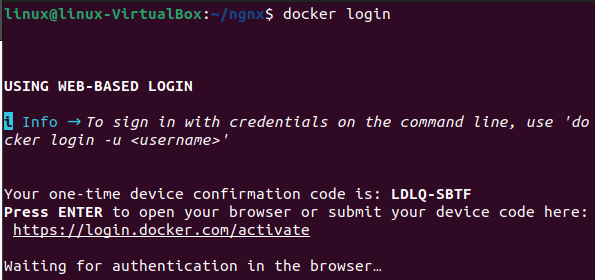 linux@linux-VirtualBox:~/ngnx$ docker login
USING WEB-BASED LOGIN
i Info → To sign in with credentials on the command line, use 'do
cker login -u <username>'
Your one-time device confirmation code is: LDLQ-SBTF
Press ENTER to open your browser or submit your device code here:
https://login.docker.com/activate
Waiting for authentication in the browser…